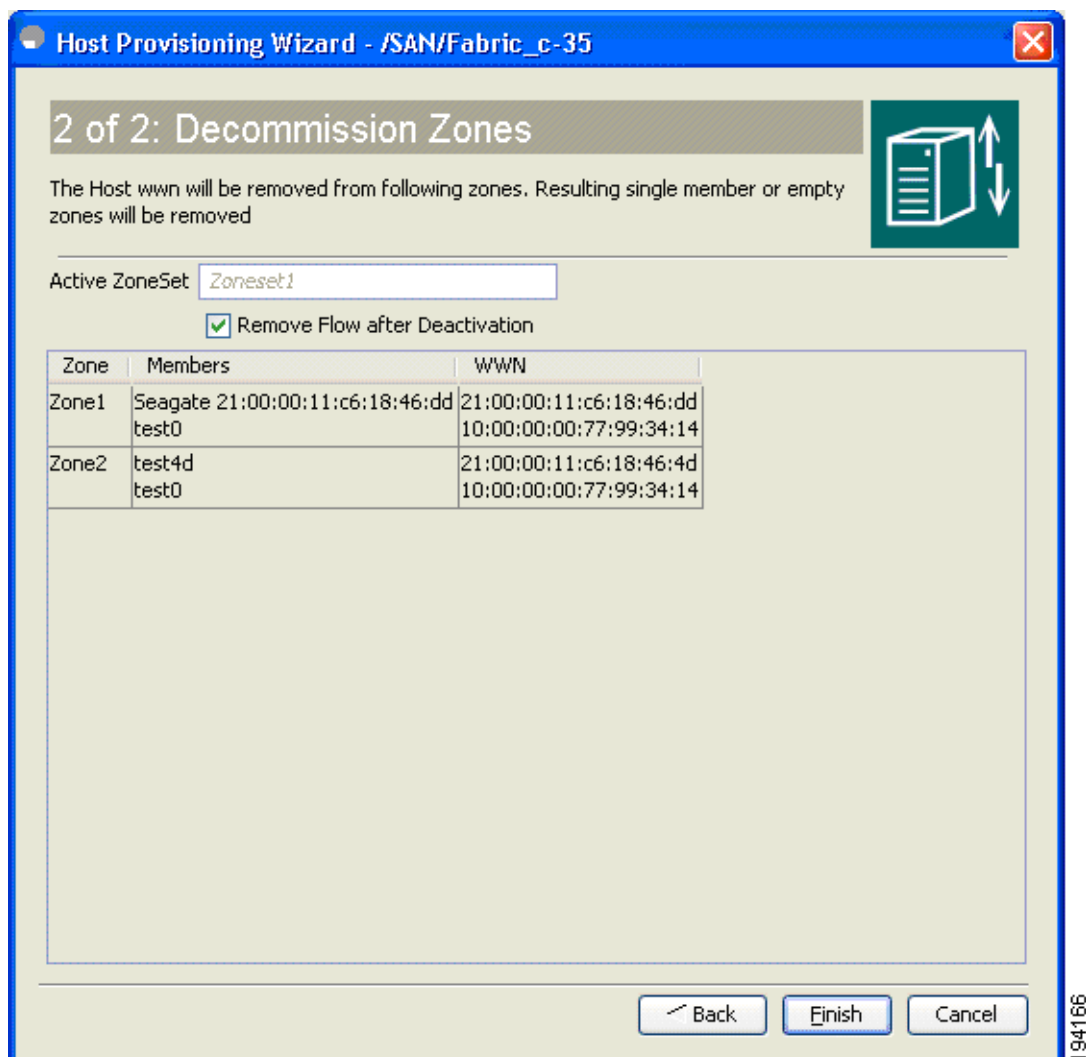 Host Provisioning Wizard - /SAN/Fabric_c-35
2 of 2: Decommission Zones
The Host wwn will be removed from following zones. Resulting single member or empty
zones will be removed
Active ZoneSet Zoneset1
Remove Flow after Deactivation
Zone Members WWN
Zone1 Seagate 21:00:00:11:c6:18:46:dd 21:00:00:11:c6:18:46:dd
test0 10:00:00:00:77:99:34:14
Zone2 test4d 21:00:00:11:c6:18:46:4d
test0 10:00:00:00:77:99:34:14
Back Finish Cancel
94166